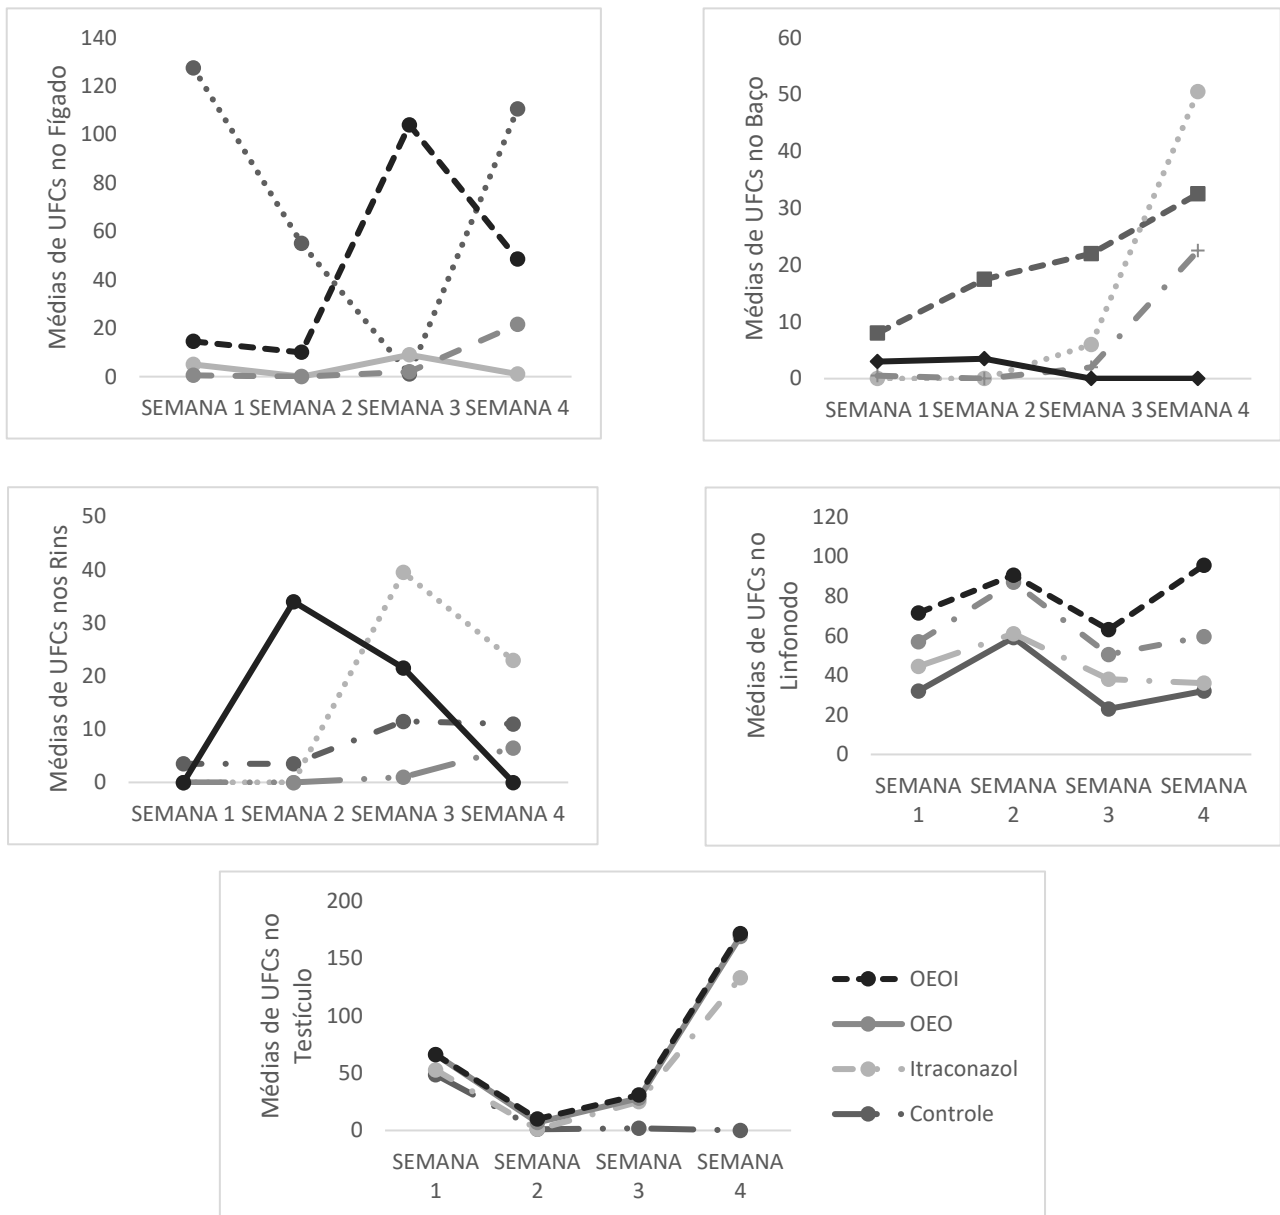 Médias de UFCs no Fígado
140
120
100
80
60
40
20
0
SEMANA 1 SEMANA 2 SEMANA 3 SEMANA 4
Médias de UFCs no Baço
60
50
40
30
20
10
0
SEMANA 1 SEMANA 2 SEMANA 3 SEMANA 4
Médias de UFCs nos Rins
50
40
30
20
10
0
SEMANA 1 SEMANA 2 SEMANA 3 SEMANA 4
Médias de UFCs no
Linfonodo
120
100
80
60
40
20
0
SEMANA SEMANA SEMANA SEMANA
1 2 3 4
Médias de UFCs no
Testículo
200
150
100
50
0
SEMANA SEMANA SEMANA SEMANA
1 2 3 4
OEOI
OEO
Itraconazol
Controle